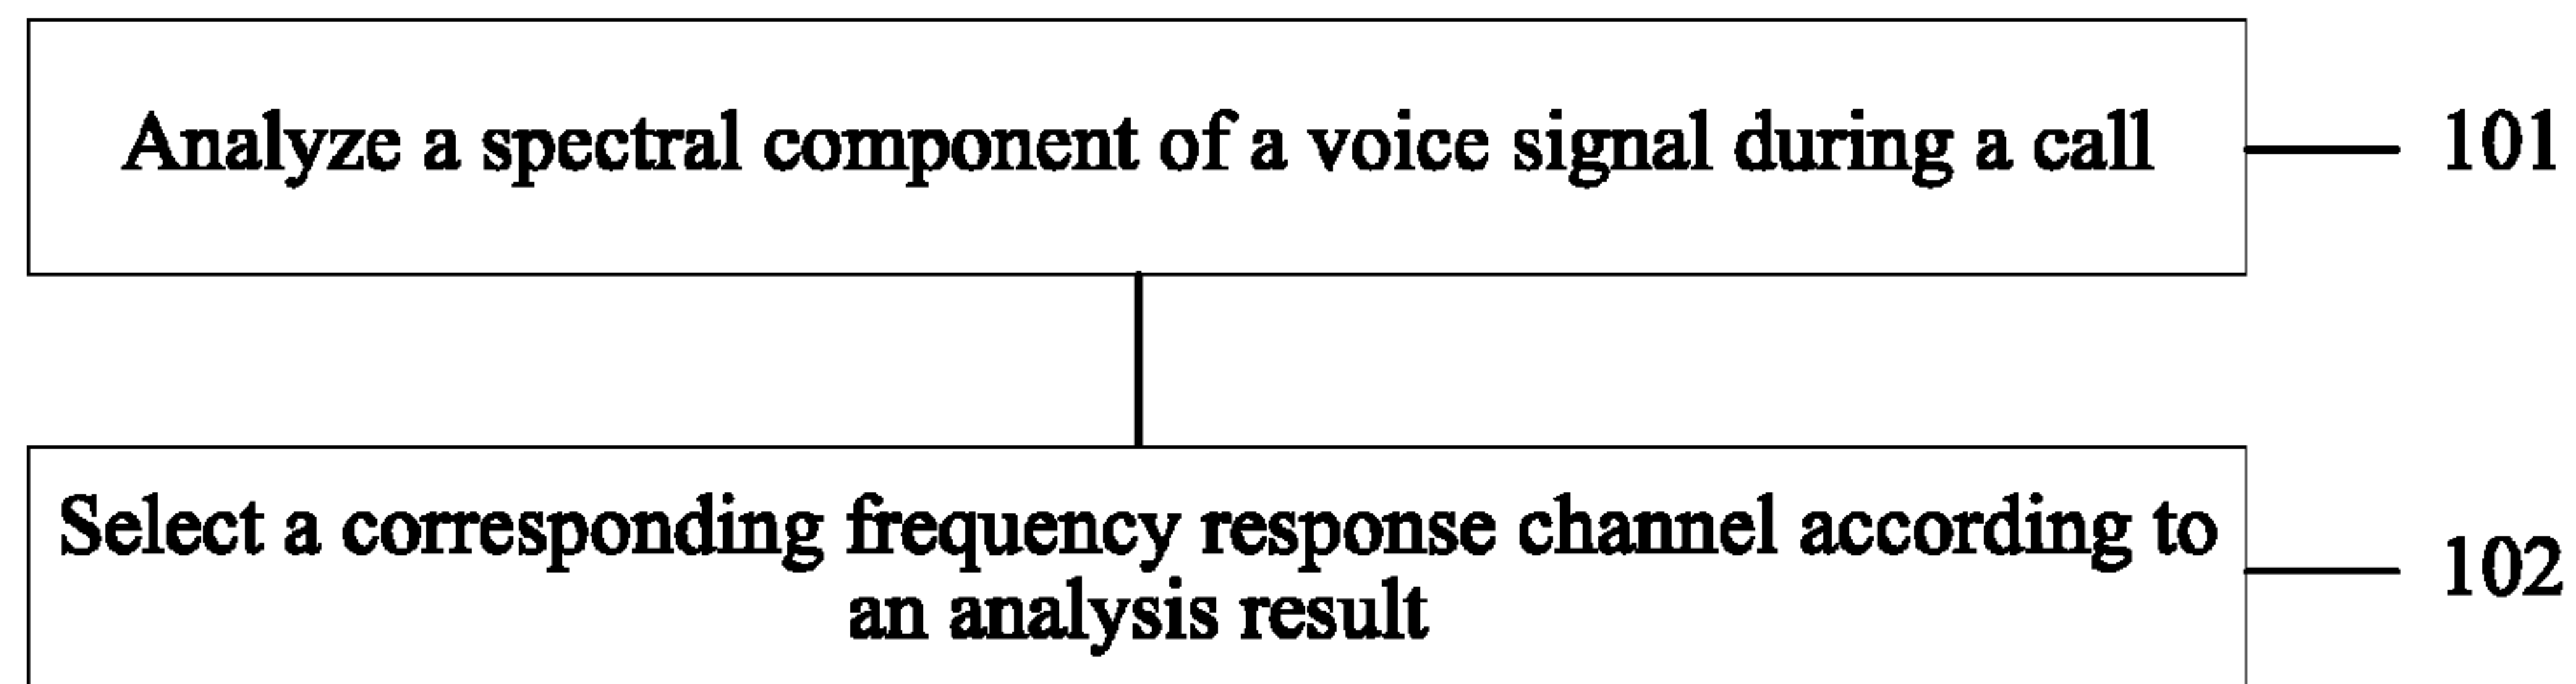 Analyze a spectral component of a voice signal during a call
101
Select a corresponding frequency response channel according to
an analysis result
102